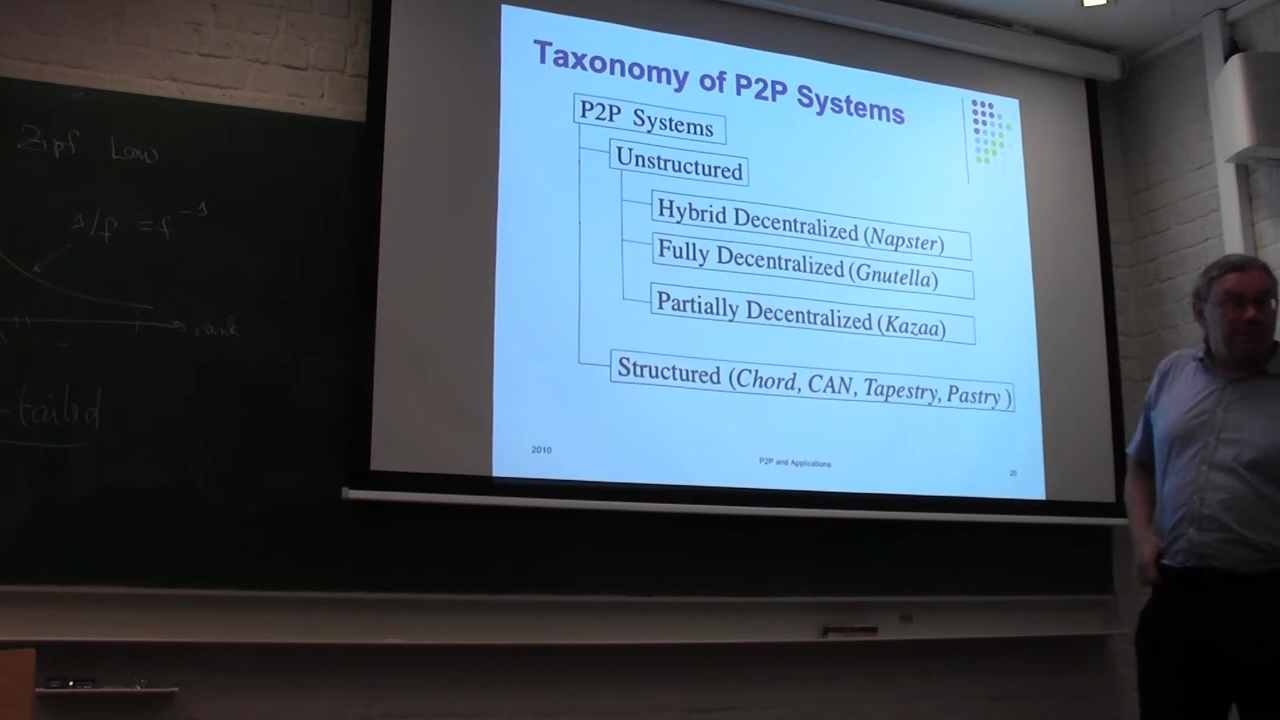 Zipf Law
1/f = f⁻¹
rank
-tailed
Taxonomy of P2P Systems
P2P Systems
Unstructured
Hybrid Decentralized (Napster)
Fully Decentralized (Gnutella)
Partially Decentralized (Kazaa)
Structured (Chord, CAN, Tapestry, Pastry )
2010
P2P and Applications
20